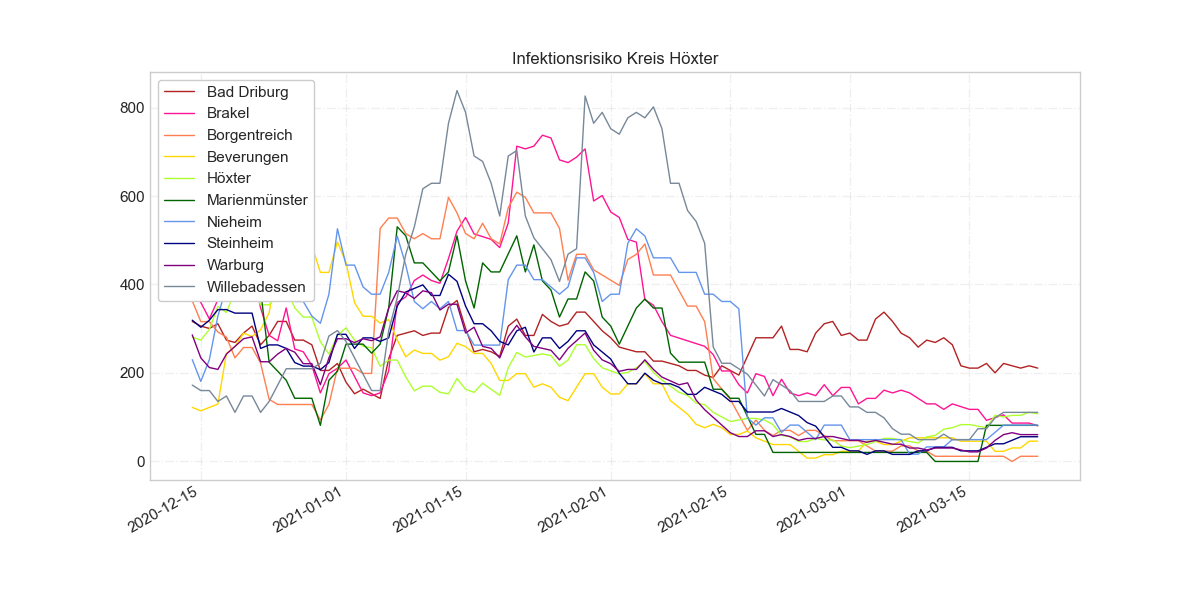 Infektionsrisiko Kreis Höxter
Bad Driburg
Brakel
Borgentreich
Beverungen
Höxter
Marienmünster
Nieheim
Steinheim
Warburg
Willebadessen
800
600
400
200
0
2020-12-15
2021-01-01
2021-01-15
2021-02-01
2021-02-15
2021-03-01
2021-03-15